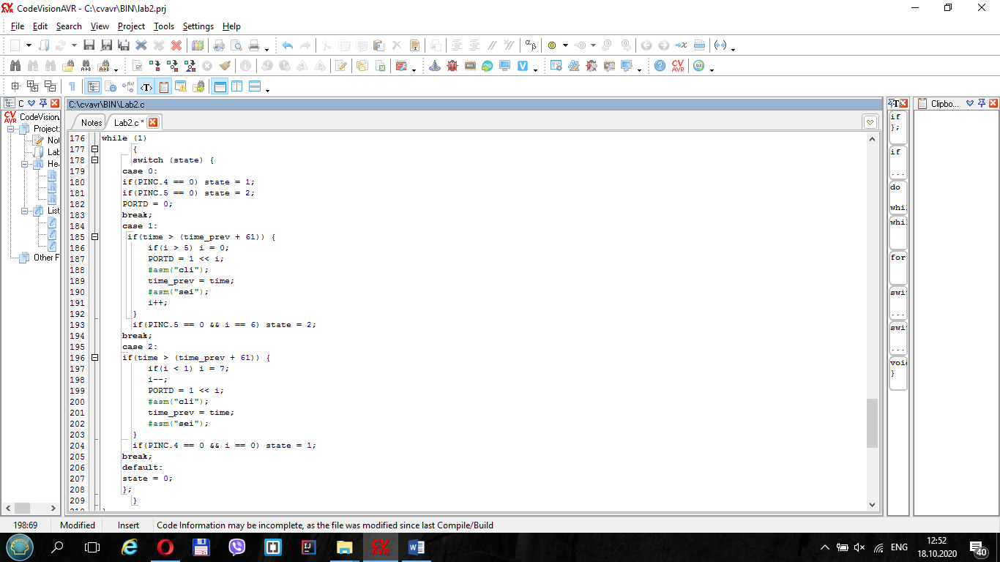 CodeVisionAVR - C:\cvavr\BIN\lab2.prj
File Edit Search View Project Tools Settings Help
C
C:\cvavr\BIN\Lab2.c
Clipbo...
CodeVision
Notes
Lab2.c *
Project:
Not
Lab
Hea
List
Other F
176 while (1)
177 {
178 switch (state) {
179 case 0:
180 if(PINC.4 == 0) state = 1;
181 if(PINC.5 == 0) state = 2;
182 PORTD = 0;
183 break;
184 case 1:
185 if(time > (time_prev + 61)) {
186 if(i > 5) i = 0;
187 PORTD = 1 << i;
188 #asm("cli");
189 time_prev = time;
190 #asm("sei");
191 i++;
192 }
193 if(PINC.5 == 0 && i == 6) state = 2;
194 break;
195 case 2:
196 if(time > (time_prev + 61)) {
197 if(i < 1) i = 7;
198 i--;
199 PORTD = 1 << i;
200 #asm("cli");
201 time_prev = time;
202 #asm("sei");
203 }
204 if(PINC.4 == 0 && i == 0) state = 1;
205 break;
206 default:
207 state = 0;
208 };
209 }
if
};
if
...
do
whil
whil
for
swit
...
swit
...
void
}
198:69 Modified Insert Code Information may be incomplete, as the file was modified since last Compile/Build
ENG
12:52
18.10.2020
40